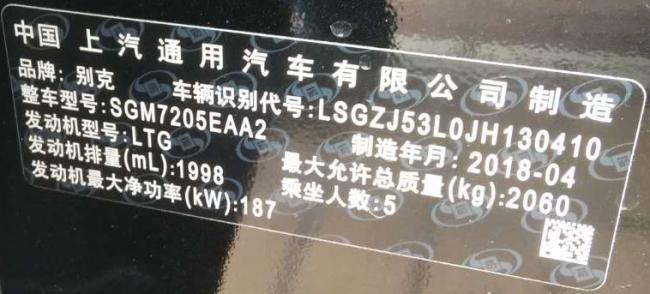 中国 上汽通用汽车有限公司制造
品牌: 别克 车辆识别代号:LSGZJ53L0JH130410
整车型号:SGM7205EAA2
发动机型号:LTG 制造年月:2018-04
发动机排量(mL):1998 最大允许总质量(kg):2060
发动机最大净功率(kW):187 乘坐人数:5